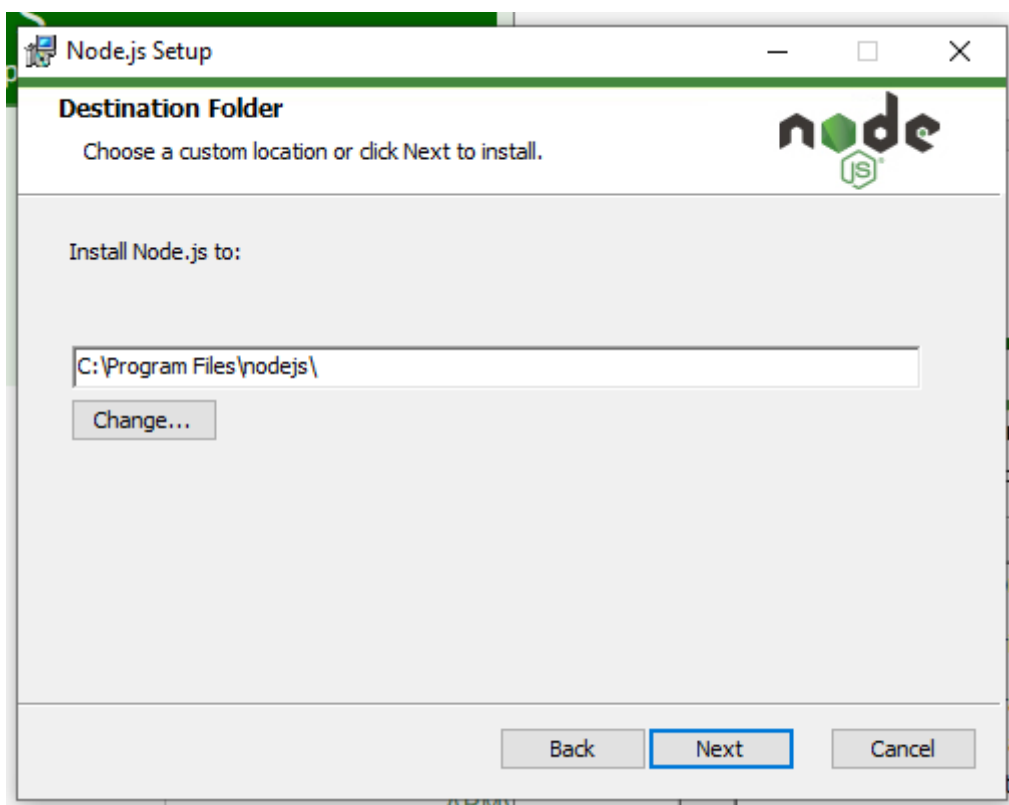 Node.js Setup
Destination Folder
Choose a custom location or click Next to install.
node
JS
Install Node.js to:
C:\Program Files\nodejs\
Change...
Back
Next
Cancel